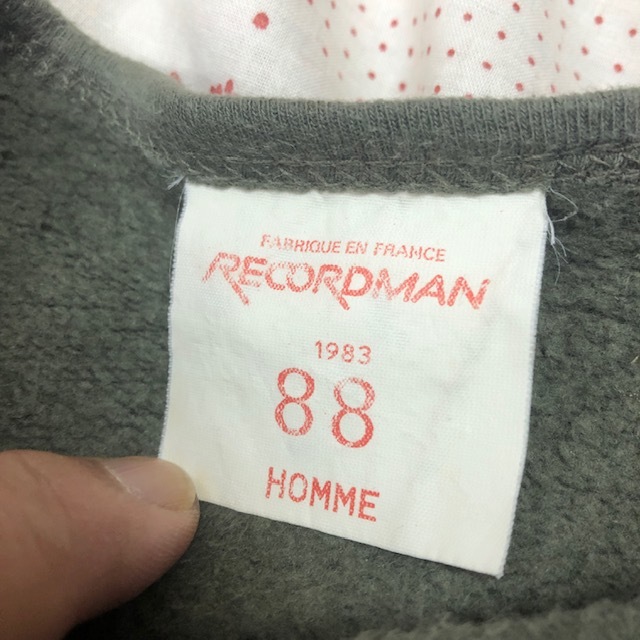 FABRIQUE EN FRANCE
RECORDMAN
1983
88
HOMME